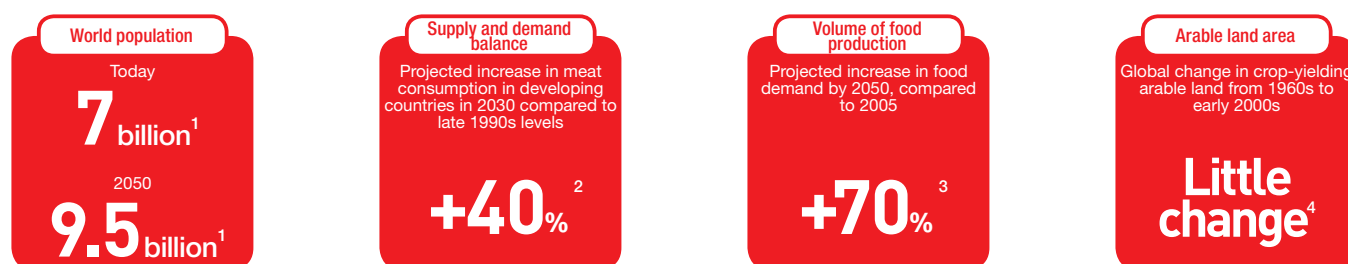 World population
Today
7 billion1
2050
9.5 billion1
Supply and demand
balance
Projected increase in meat
consumption in developing
countries in 2030 compared to
late 1990s levels
+40% 2
Volume of food
production
Projected increase in food
demand by 2050, compared
to 2005
+70% 3
Arable land area
Global change in crop-yielding
arable land from 1960s to
early 2000s
Little
change4